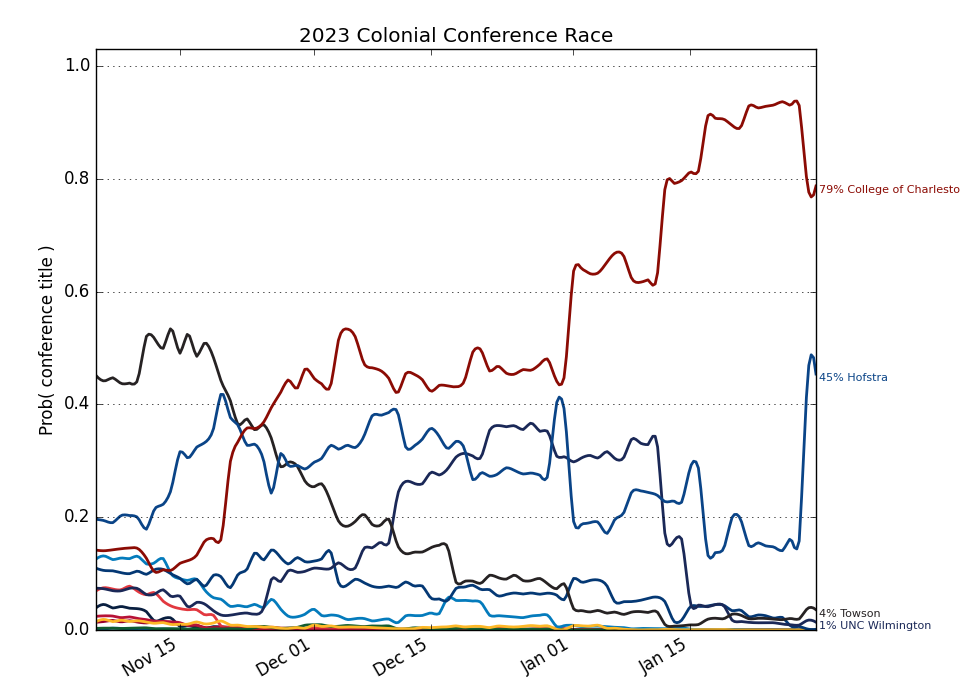 2023 Colonial Conference Race
Prob( conference title )
1.0
0.8
0.6
0.4
0.2
0.0
79% College of Charlesto
45% Hofstra
4% Towson
1% UNC Wilmington
Nov 15
Dec 01
Dec 15
Jan 01
Jan 15